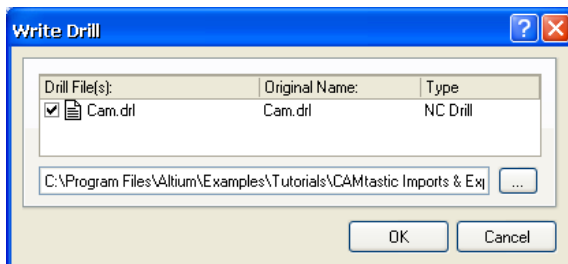 Write Drill
Drill File(s): Original Name: Type
Cam.drl Cam.drl NC Drill
C:\Program Files\Altium\Examples\Tutorials\CAMtastic Imports & Exp
...
OK Cancel